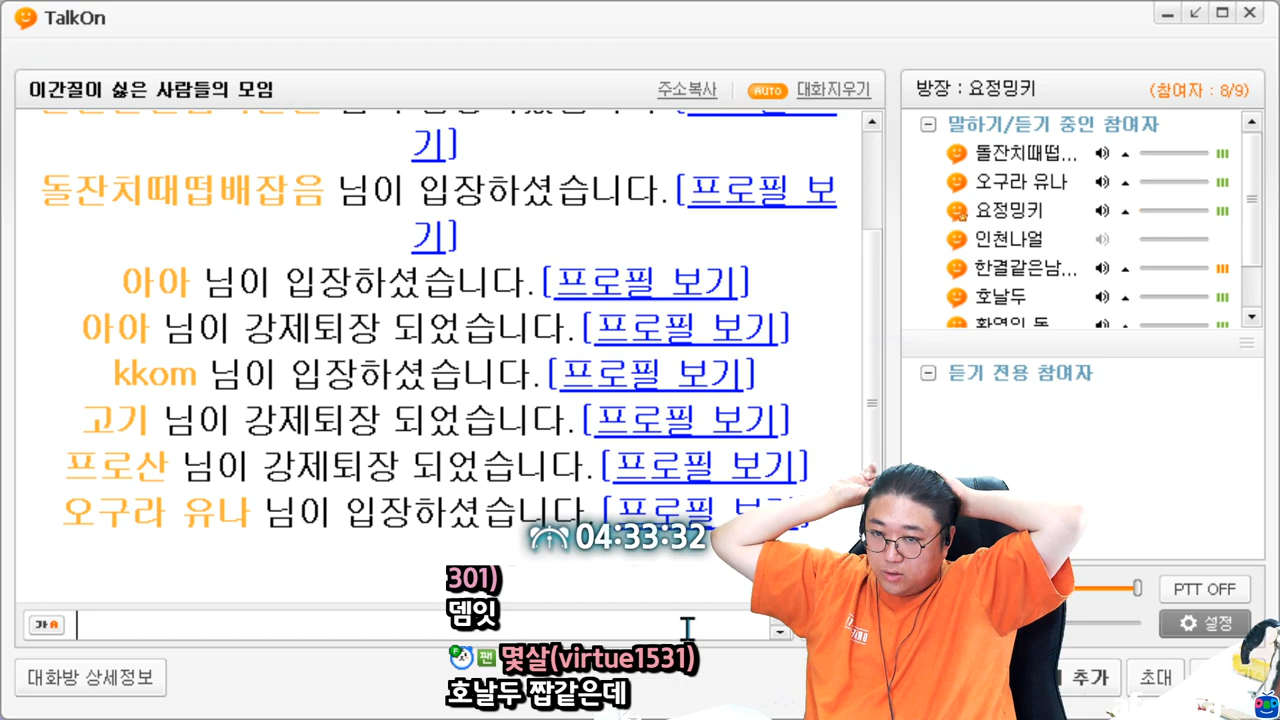 TalkOn
이간질이 싫은 사람들의 모임
주소복사
AUTO
대화지우기
기]
돌잔치때떱배잡음 님이 입장하셨습니다.[프로필 보
기]
아아 님이 입장하셨습니다.[프로필 보기]
아아 님이 강제퇴장 되었습니다.[프로필 보기]
kkom 님이 입장하셨습니다.[프로필 보기]
고기 님이 강제퇴장 되었습니다.[프로필 보기]
프로산 님이 강제퇴장 되었습니다.[프로필 보기]
오구라 유나 님이 입장하셨습니다.[프로필
04:33:32
301)
뎀잇
F 팬 몇살(virtue1531)
호날두 짭같은데
가A
대화방 상세정보
방장 : 요정밍키
(참여자 : 8/9)
말하기/듣기 중인 참여자
돌잔치때떱...
오구라 유나
요정밍키
인천나얼
한결같은남...
호날두
듣기 전용 참여자
PTT OFF
설정
추가
초대